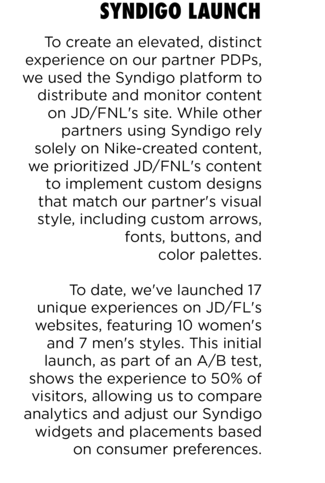 SYNDIGO LAUNCH
To create an elevated, distinct
experience on our partner PDPs,
we used the Syndigo platform to
distribute and monitor content
on JD/FNL's site. While other
partners using Syndigo rely
solely on Nike-created content,
we prioritized JD/FNL's content
to implement custom designs
that match our partner's visual
style, including custom arrows,
fonts, buttons, and
color palettes.
To date, we've launched 17
unique experiences on JD/FL's
websites, featuring 10 women's
and 7 men's styles. This initial
launch, as part of an A/B test,
shows the experience to 50% of
visitors, allowing us to compare
analytics and adjust our Syndigo
widgets and placements based
on consumer preferences.